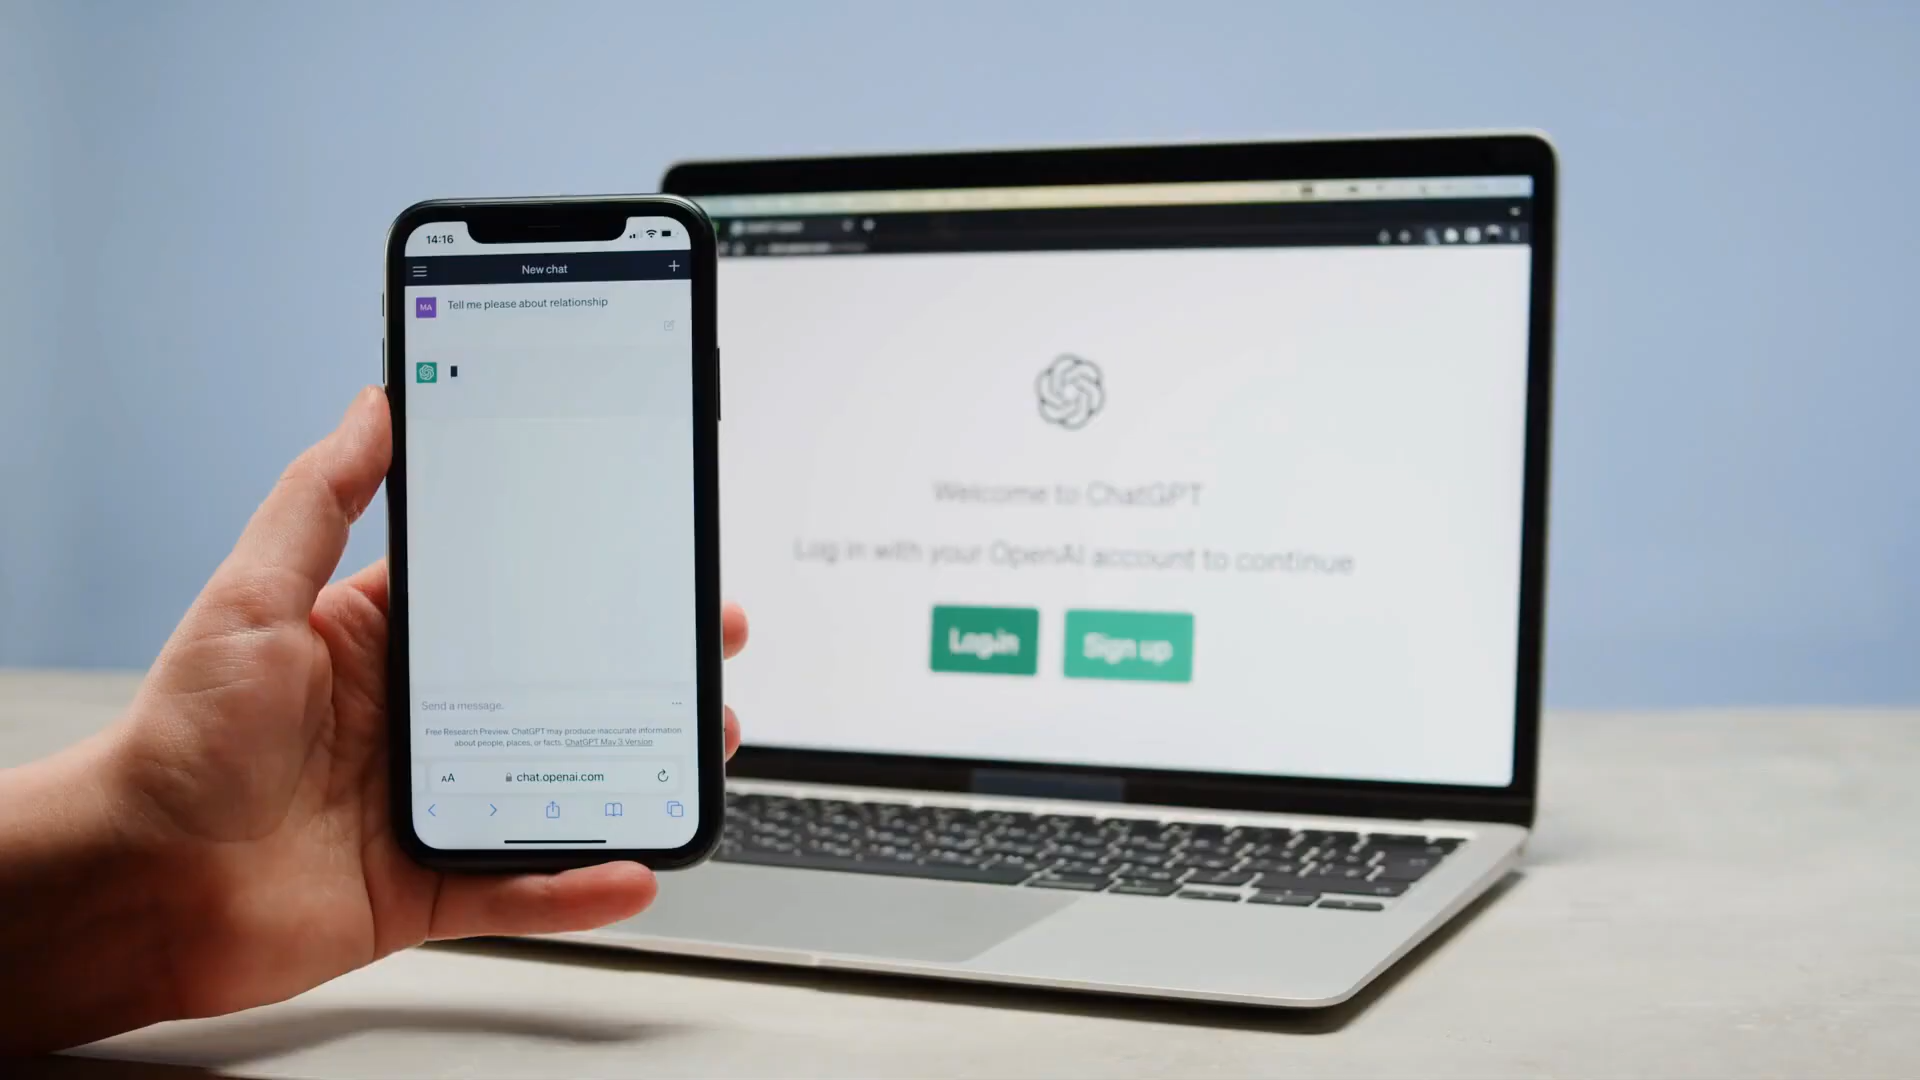 14:16
New chat
MA
Tell me please about relationship
Send a message.
Free Research Preview. ChatGPT may produce inaccurate information
about people, places, or facts. ChatGPT May 3 Version
AA
chat.openai.com
Welcome to ChatGPT
Log in with your OpenAI account to continue
Log in
Sign up